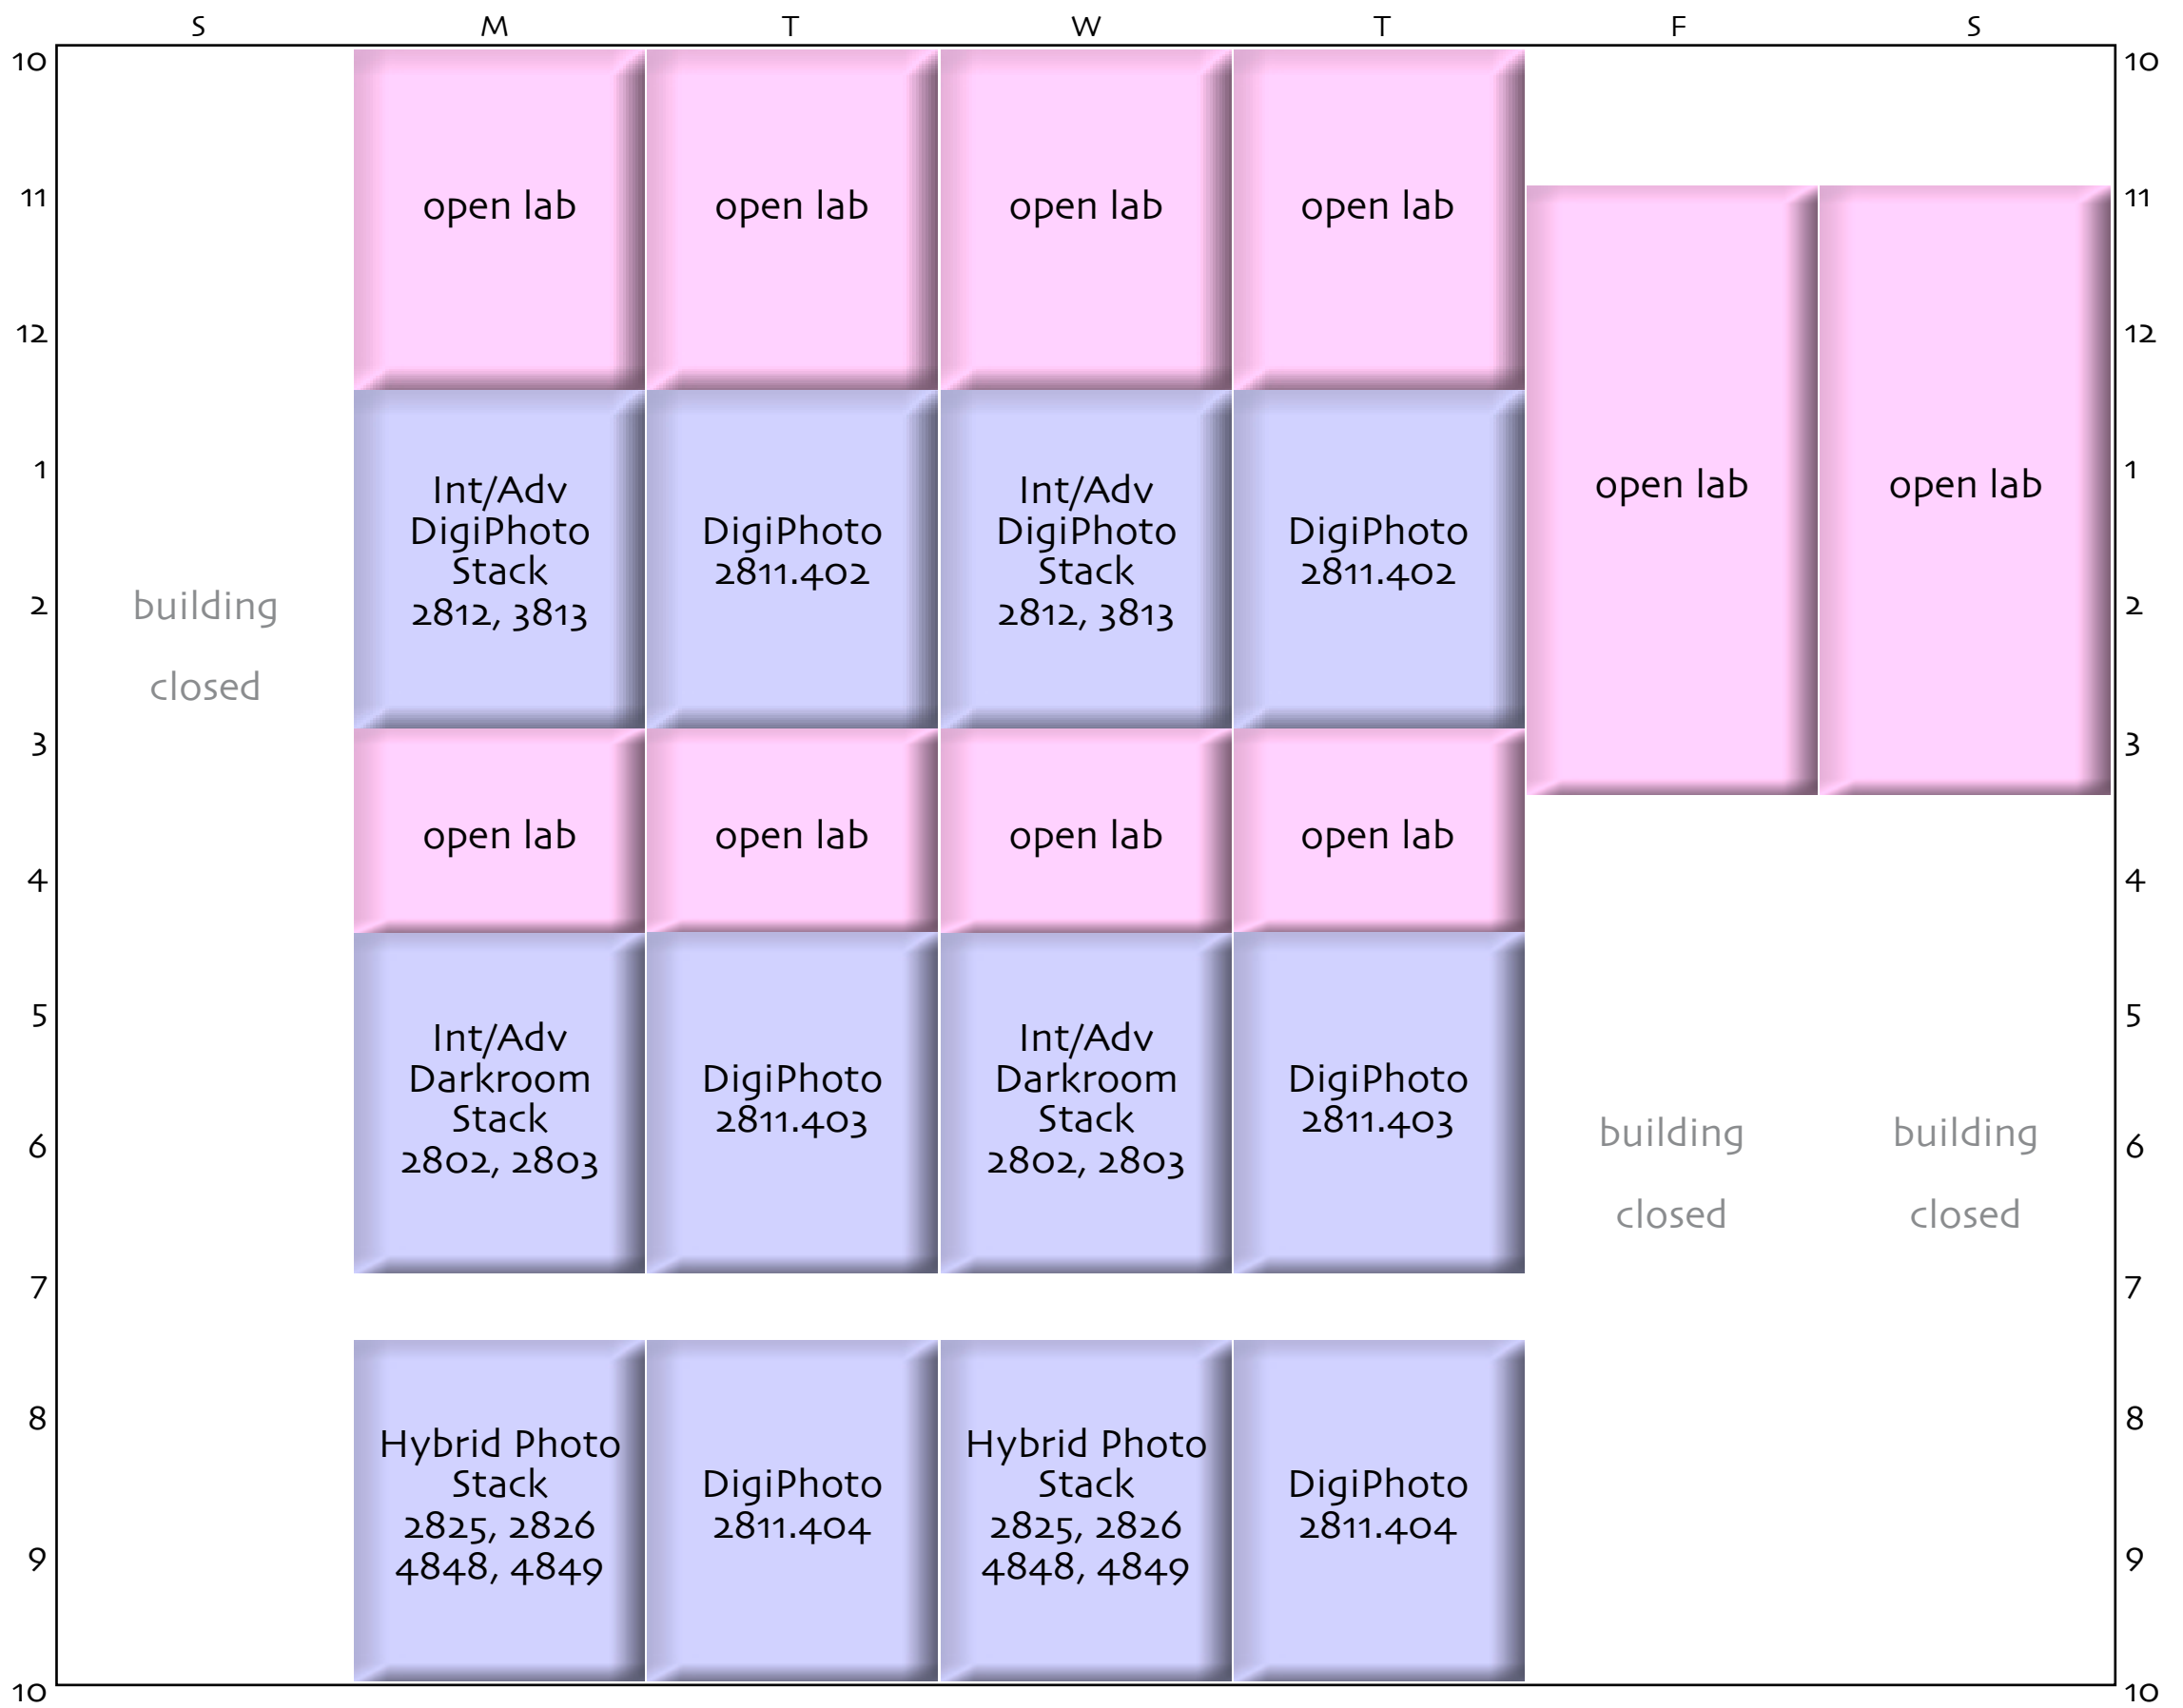 S M T W T F S
10 10
open lab open lab open lab open lab
11 11
12 12
1 1
Int/Adv
DigiPhoto
Stack
2812, 3813
DigiPhoto
2811.402
Int/Adv
DigiPhoto
Stack
2812, 3813
DigiPhoto
2811.402
open lab open lab
2 2
building
closed
3 3
open lab open lab open lab open lab
4 4
5 5
Int/Adv
Darkroom
Stack
2802, 2803
DigiPhoto
2811.403
Int/Adv
Darkroom
Stack
2802, 2803
DigiPhoto
2811.403
building
closed
building
closed
6 6
7 7
8 8
Hybrid Photo
Stack
2825, 2826
4848, 4849
DigiPhoto
2811.404
Hybrid Photo
Stack
2825, 2826
4848, 4849
DigiPhoto
2811.404
9 9
10 10